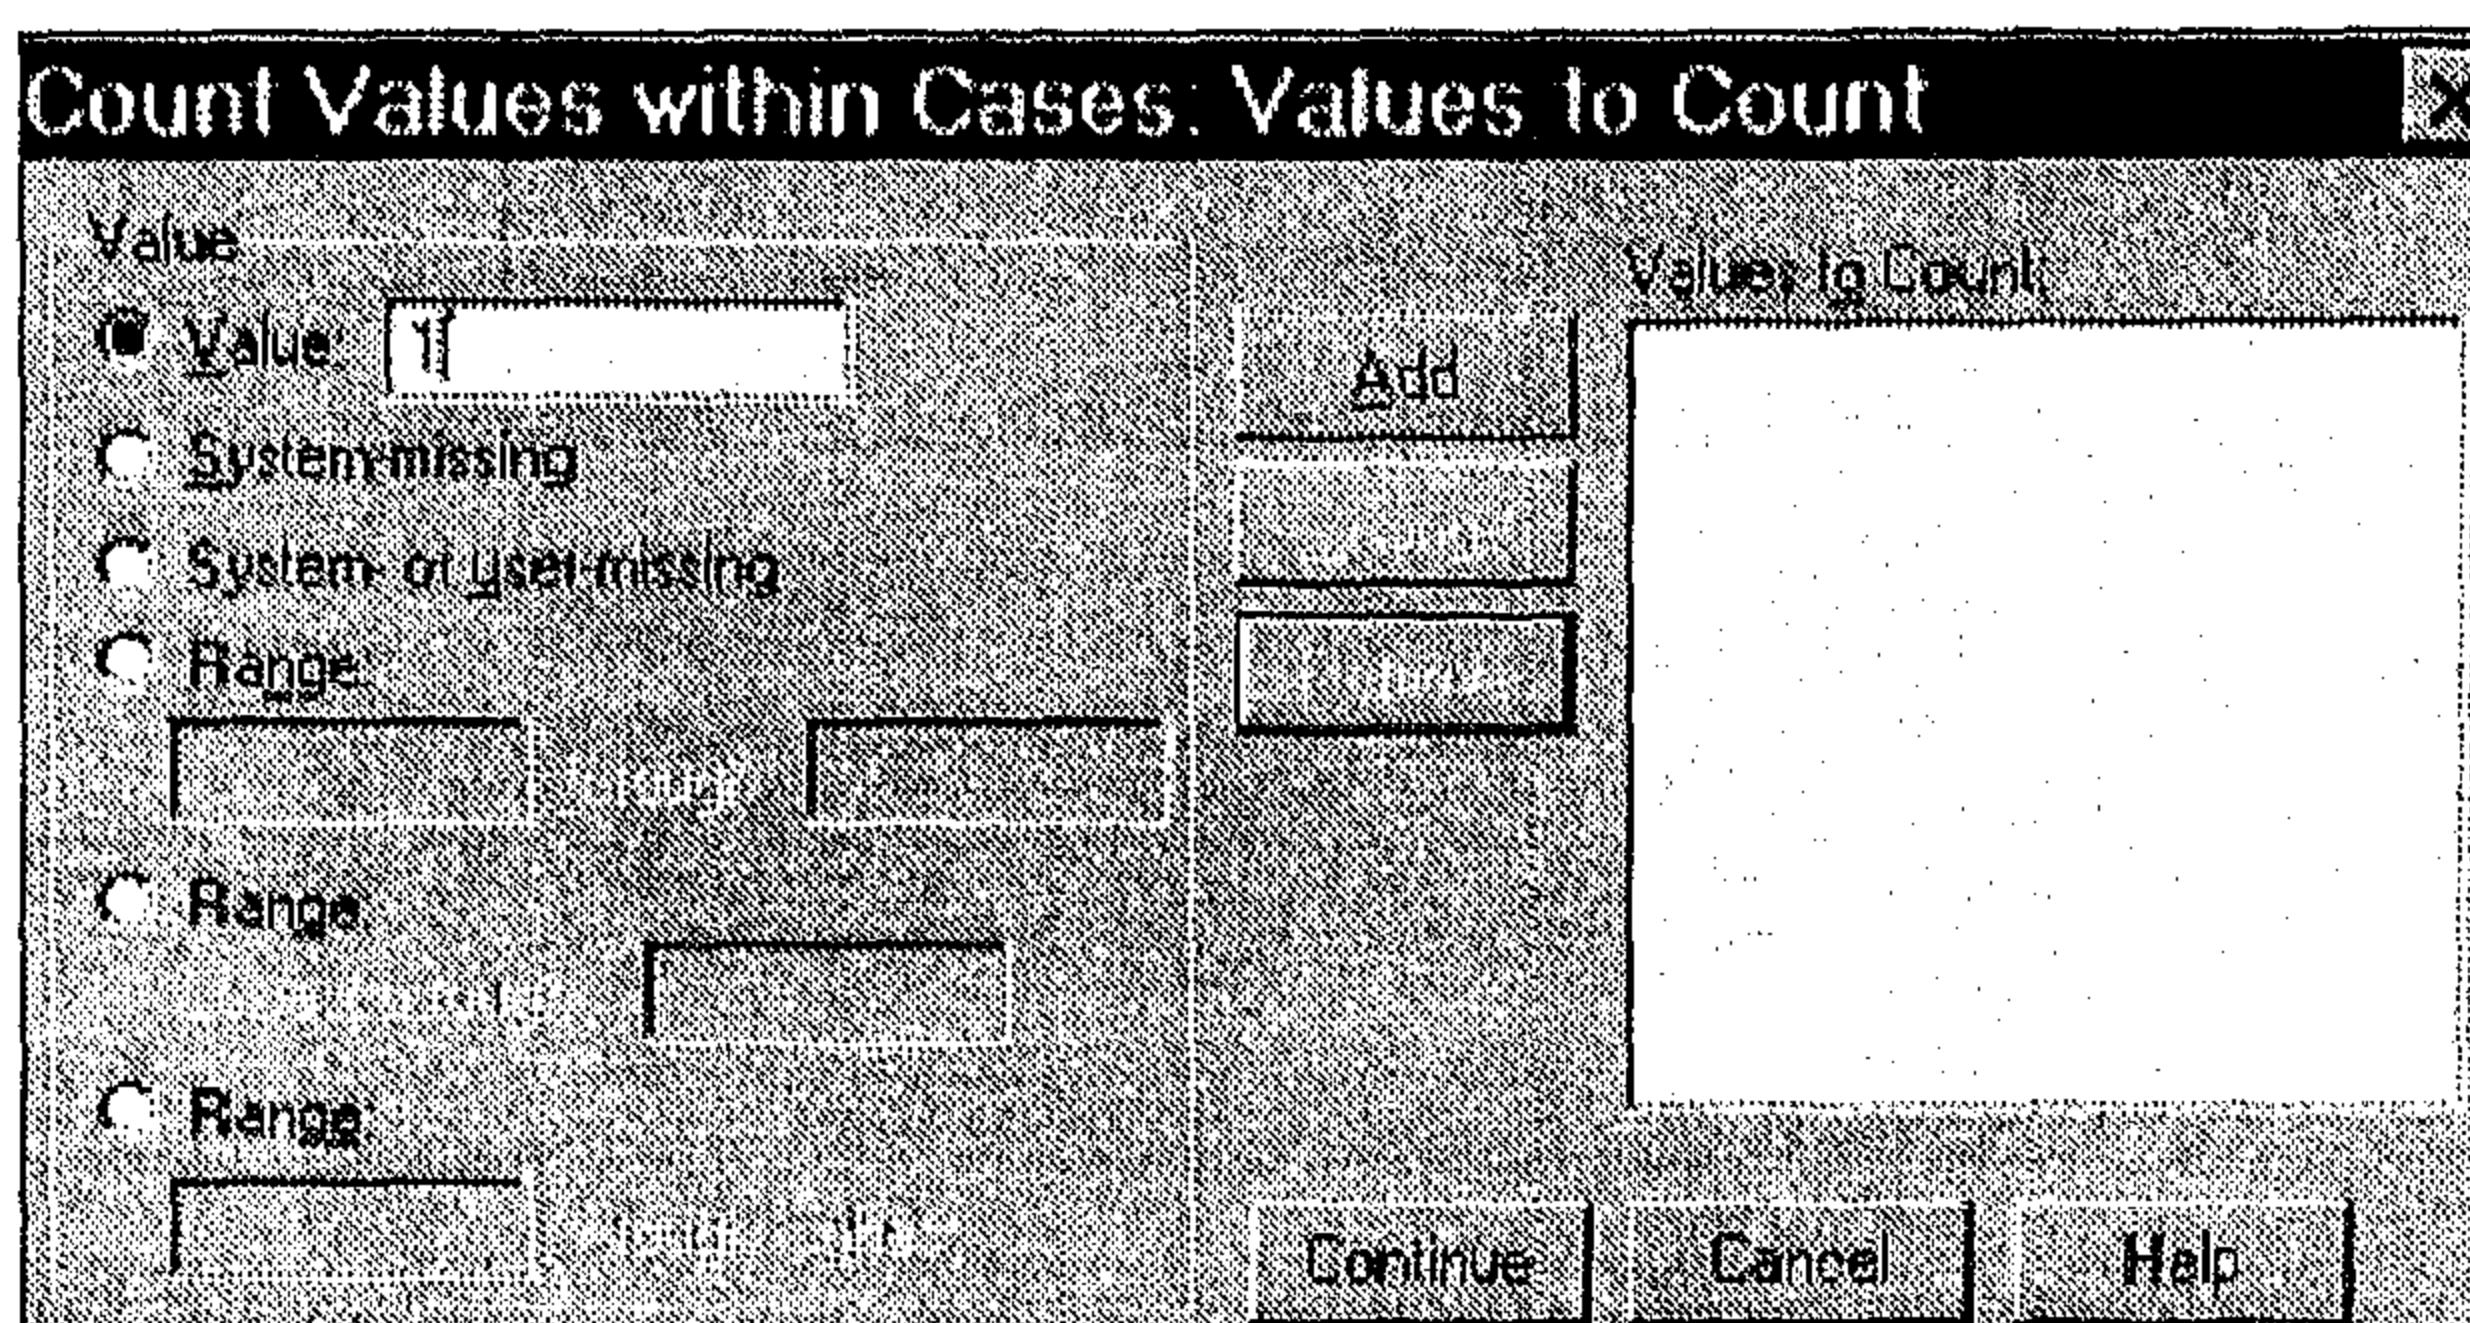 Count Values within Cases: Values to Count
Value
Value: 1
System-missing
System- or user-missing
Range:
Range:
Range:
Add
Values to Count:
Continue Cancel Help